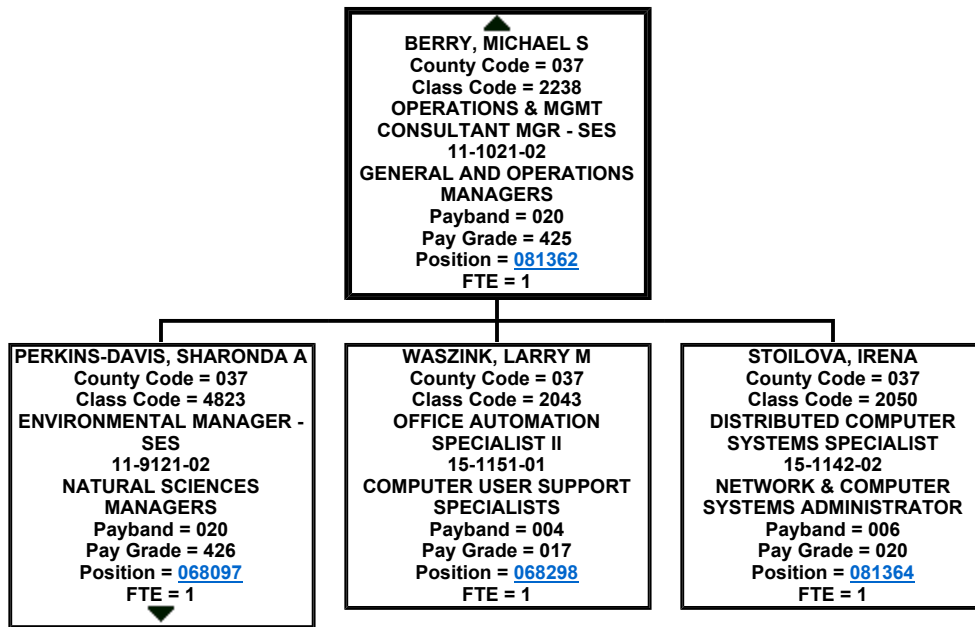 BERRY, MICHAEL S
County Code = 037
Class Code = 2238
OPERATIONS & MGMT
CONSULTANT MGR - SES
11-1021-02
GENERAL AND OPERATIONS
MANAGERS
Payband = 020
Pay Grade = 425
Position = 081362
FTE = 1
PERKINS-DAVIS, SHARONDA A
County Code = 037
Class Code = 4823
ENVIRONMENTAL MANAGER -
SES
11-9121-02
NATURAL SCIENCES
MANAGERS
Payband = 020
Pay Grade = 426
Position = 068097
FTE = 1
WASZINK, LARRY M
County Code = 037
Class Code = 2043
OFFICE AUTOMATION
SPECIALIST II
15-1151-01
COMPUTER USER SUPPORT
SPECIALISTS
Payband = 004
Pay Grade = 017
Position = 068298
FTE = 1
STOILOVA, IRENA
County Code = 037
Class Code = 2050
DISTRIBUTED COMPUTER
SYSTEMS SPECIALIST
15-1142-02
NETWORK & COMPUTER
SYSTEMS ADMINISTRATOR
Payband = 006
Pay Grade = 020
Position = 081364
FTE = 1